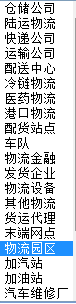 仓储公司
陆运物流
快递公司
运输公司
配送中心
冷链物流
医药物流
港口物流
配货站点
车队
物流金融
发货企业
物流设备
其他物流
货运代理
末端网点
物流园区
加汽站
加油站
汽车维修厂